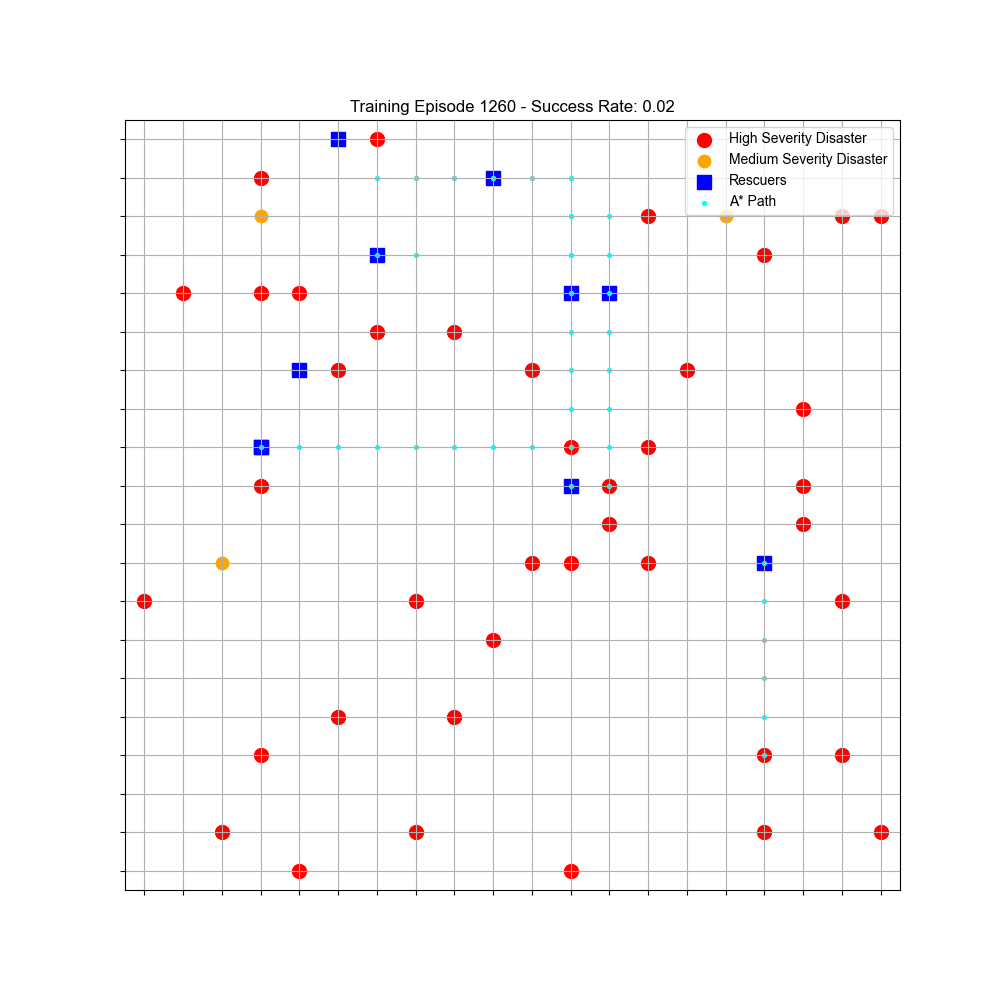 Training Episode 1260 - Success Rate: 0.02
High Severity Disaster
Medium Severity Disaster
Rescuers
A* Path